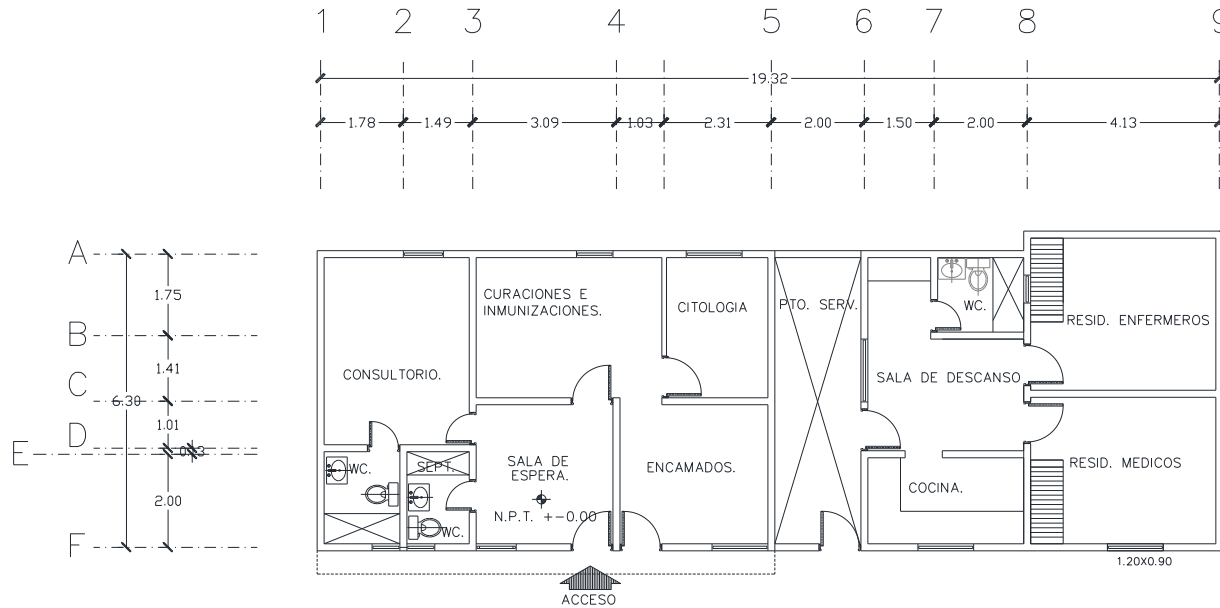 1 2 3 4 5 6 7 8 9
19.32
1.78 1.49 3.09 1.03 2.31 2.00 1.50 2.00 4.13
A
1.75
B
1.41
C
6.30
1.01
D
E
2.00
F
CURACIONES E
INMUNIZACIONES.
CITOLOGIA
PTO. SERV.
WC.
RESID. ENFERMEROS
CONSULTORIO.
SALA DE DESCANSO
WC.
SEPT.
SALA DE
ESPERA.
ENCAMADOS.
RESID. MEDICOS
COCINA.
N.P.T. +-0.00
WC.
1.20X0.90
ACCESO